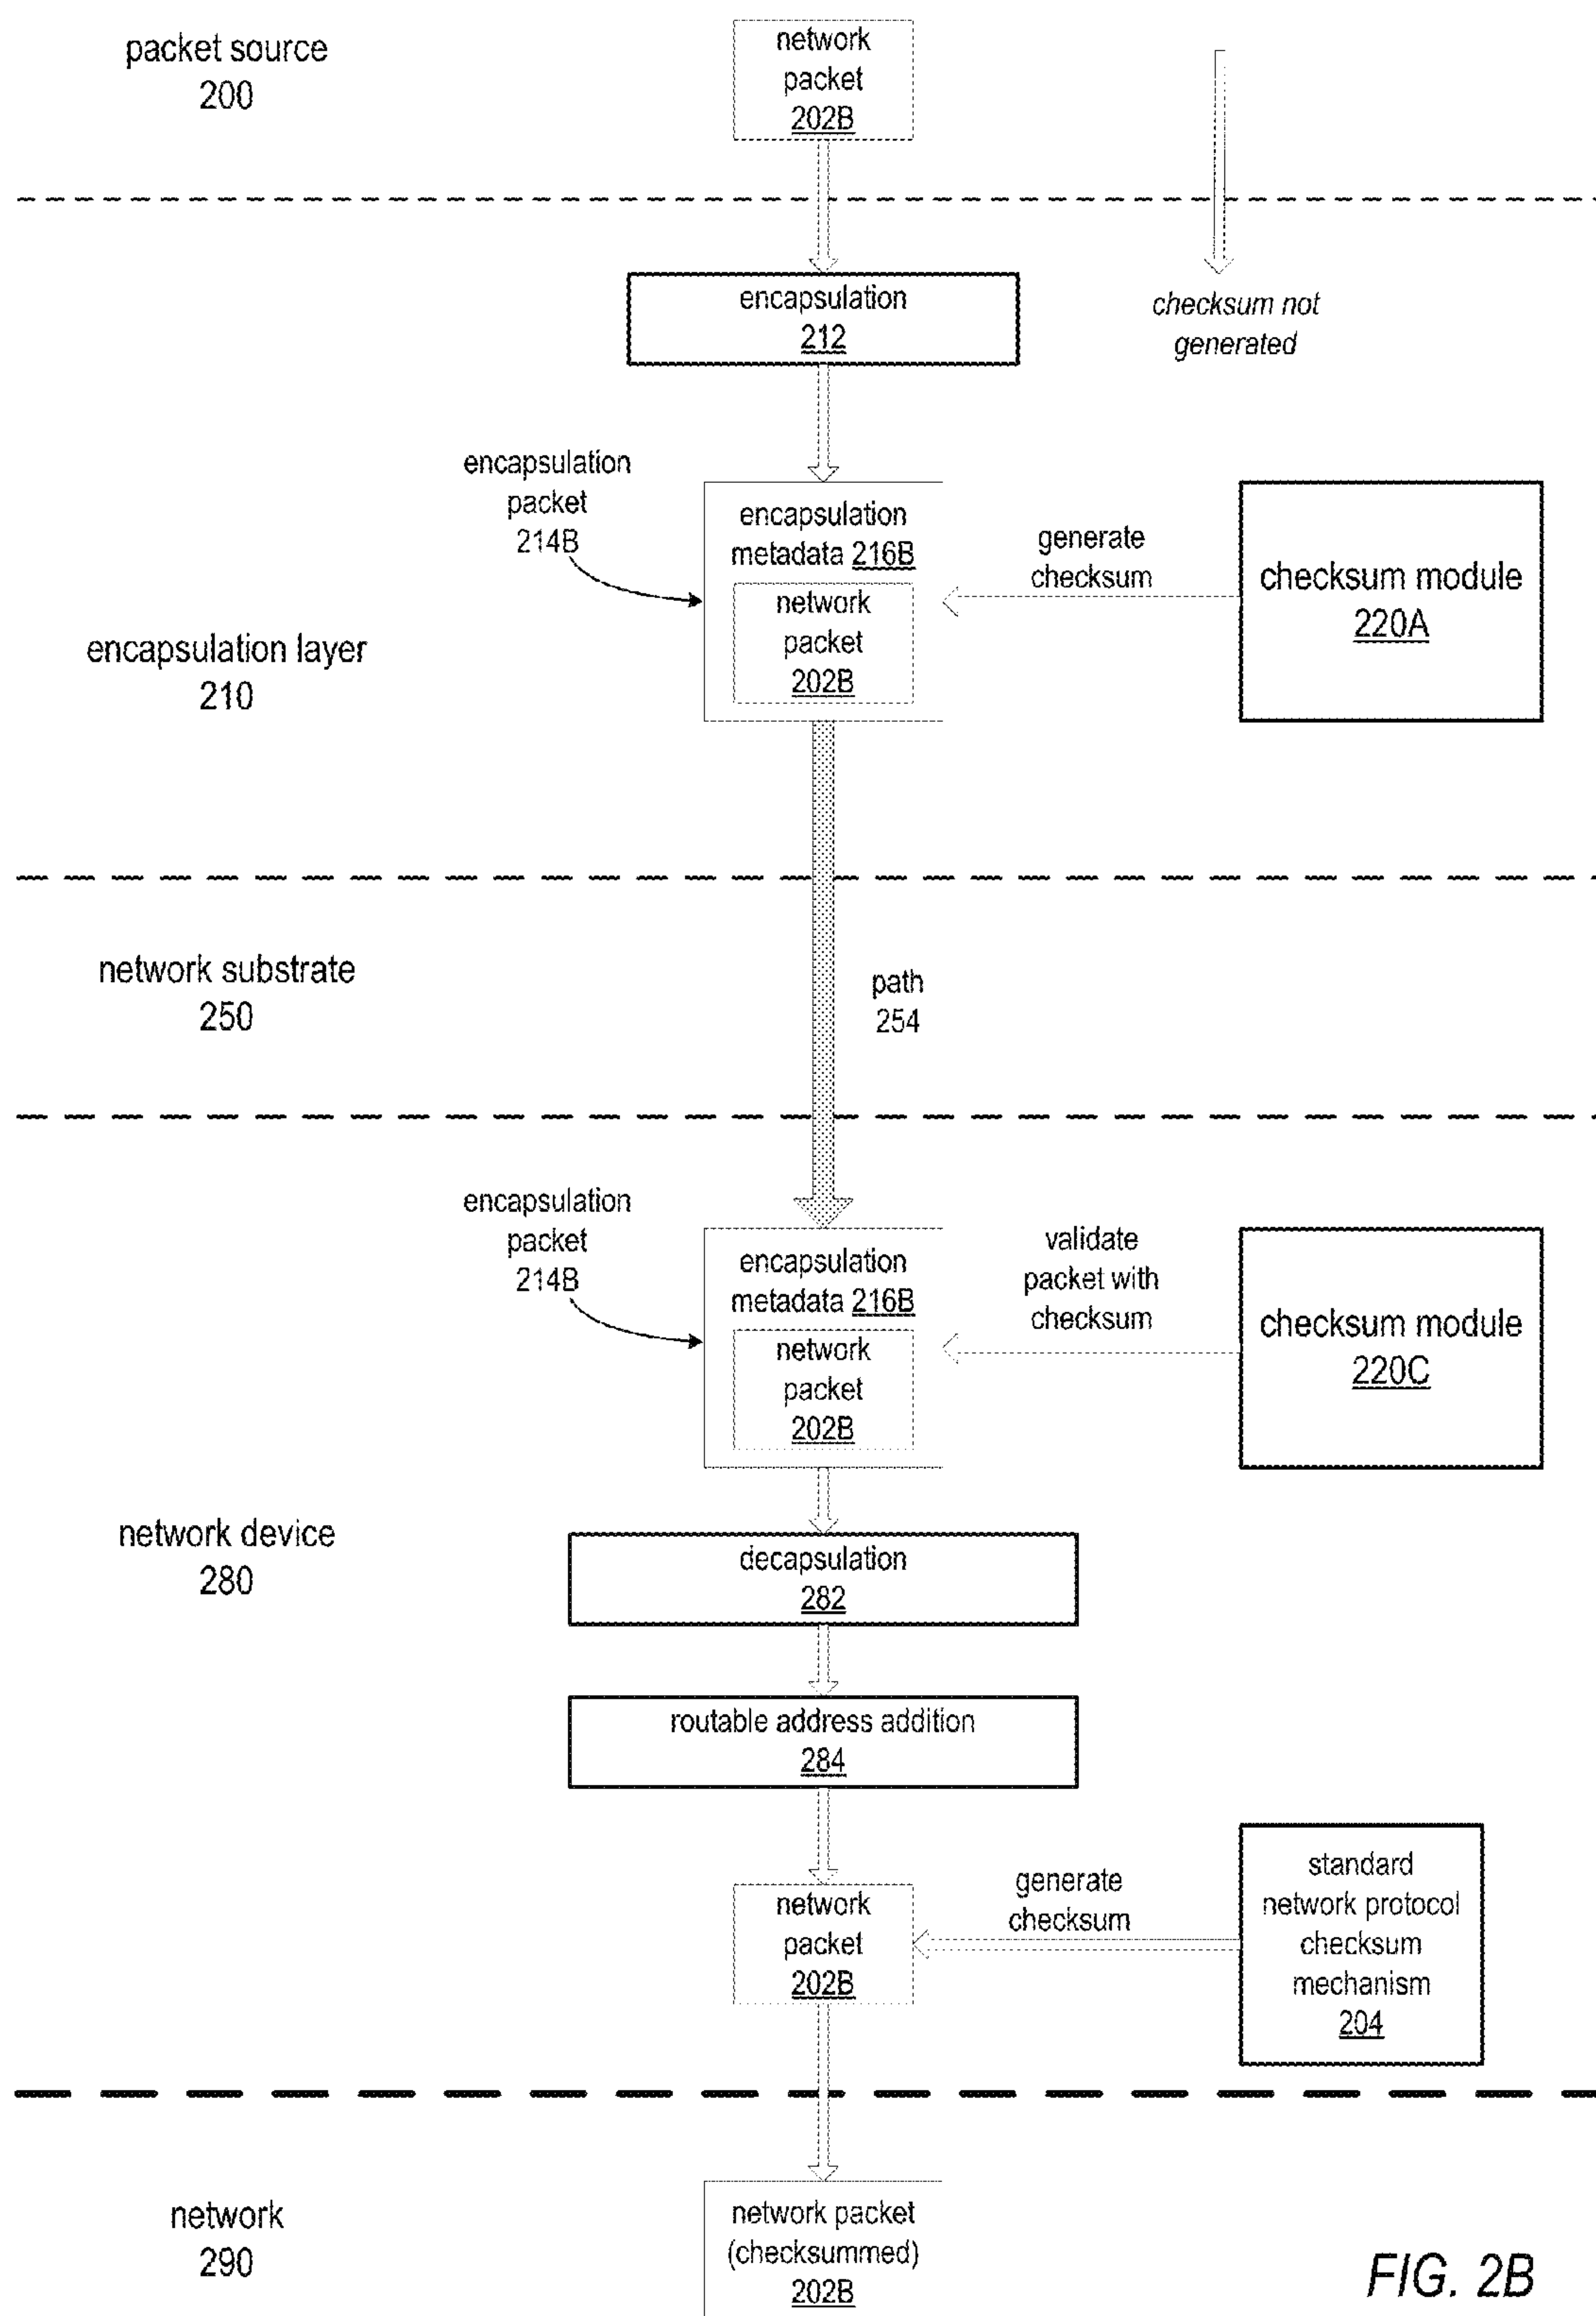 packet source
200
network
packet
202B
encapsulation
212
checksum not
generated
encapsulation
packet
214B
encapsulation
metadata 216B
network
packet
202B
generate
checksum
checksum module
220A
encapsulation layer
210
network substrate
250
path
254
encapsulation
packet
214B
encapsulation
metadata 216B
network
packet
202B
validate
packet with
checksum
checksum module
220C
network device
280
decapsulation
282
routable address addition
284
network
packet
202B
generate
checksum
standard
network protocol
checksum
mechanism
204
network
290
network packet
(checksummed)
202B
FIG. 2B